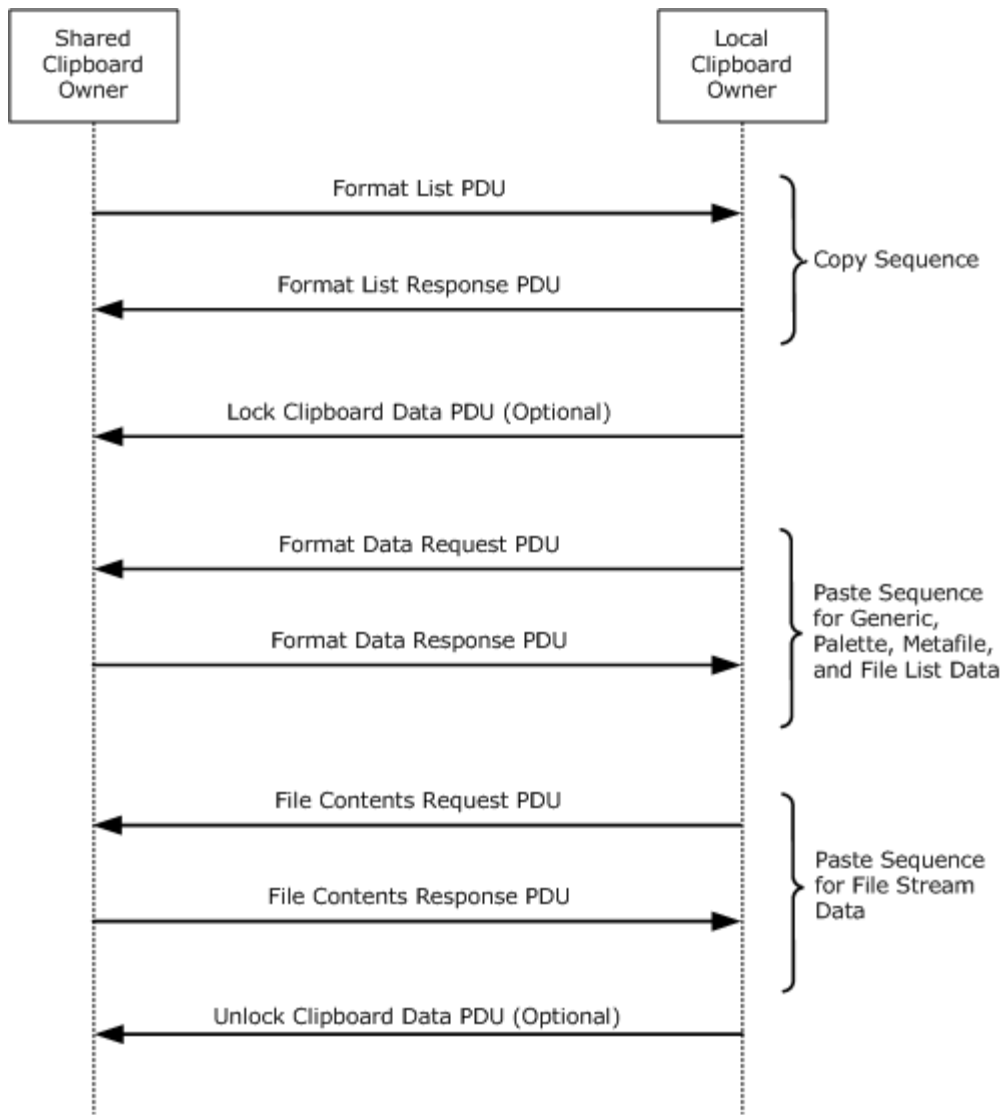 Shared
Clipboard
Owner
Local
Clipboard
Owner
Format List PDU
Copy Sequence
Format List Response PDU
Lock Clipboard Data PDU (Optional)
Format Data Request PDU
Paste Sequence
for Generic,
Palette, Metafile,
and File List Data
Format Data Response PDU
File Contents Request PDU
Paste Sequence
for File Stream
Data
File Contents Response PDU
Unlock Clipboard Data PDU (Optional)